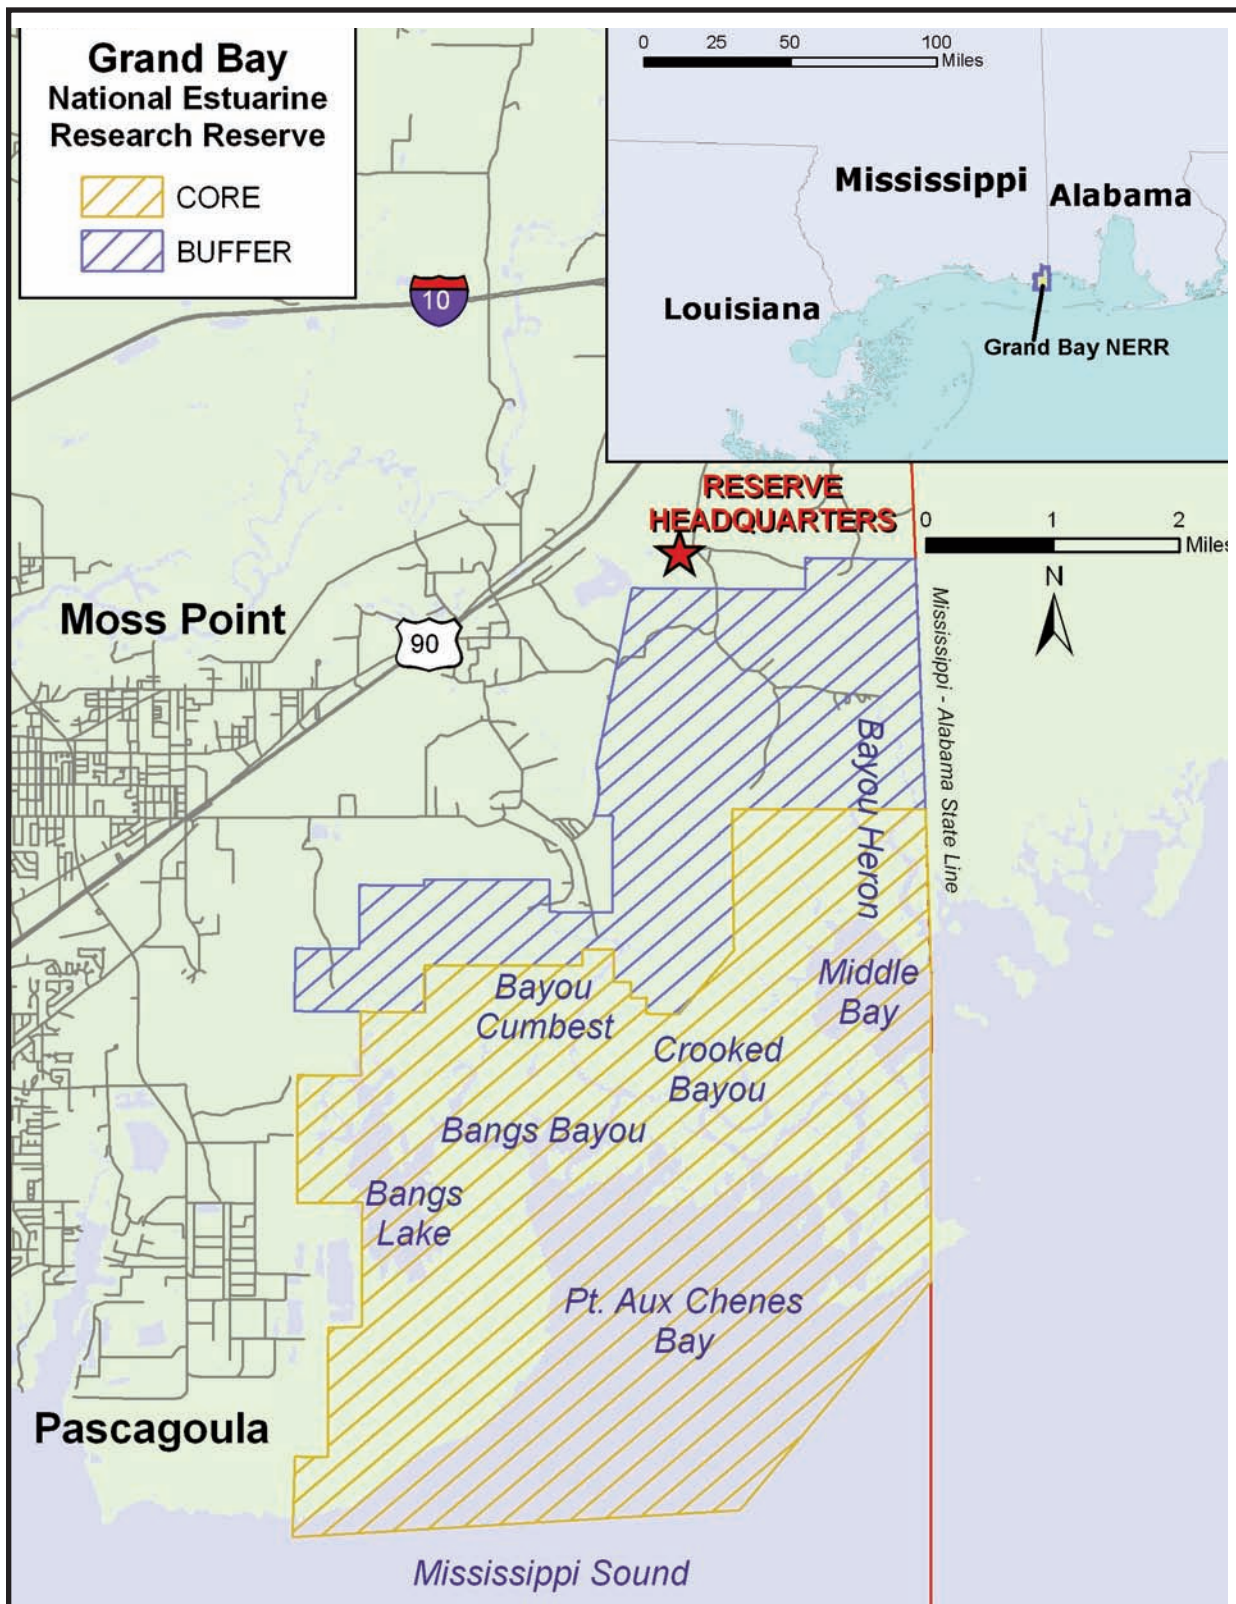 Grand Bay
National Estuarine
Research Reserve
CORE
BUFFER
0 25 50 100
Miles
Mississippi
Alabama
Louisiana
Grand Bay NERR
10
RESERVE
HEADQUARTERS
0 1 2
Miles
N
Moss Point
90
Mississippi - Alabama State Line
Bayou Heron
Middle
Bay
Bayou
Cumbest
Crooked
Bayou
Bangs Bayou
Bangs
Lake
Pt. Aux Chenes
Bay
Pascagoula
Mississippi Sound